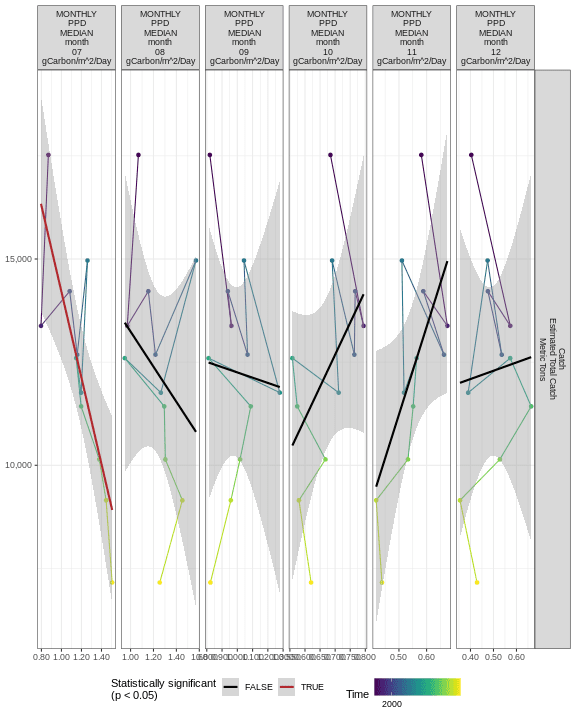 MONTHLY
PPD
MEDIAN
month
07
gCarbon/m^2/Day
MONTHLY
PPD
MEDIAN
month
08
gCarbon/m^2/Day
MONTHLY
PPD
MEDIAN
month
09
gCarbon/m^2/Day
MONTHLY
PPD
MEDIAN
month
10
gCarbon/m^2/Day
MONTHLY
PPD
MEDIAN
month
11
gCarbon/m^2/Day
MONTHLY
PPD
MEDIAN
month
12
gCarbon/m^2/Day
15,000
10,000
Catch
Estimated Total Catch
Metric Tons
0.80 1.00 1.20 1.40
1.00 1.20 1.40
0.50 0.60
0.40 0.50 0.60
Statistically significant
(p < 0.05)
FALSE
TRUE
Time
2000